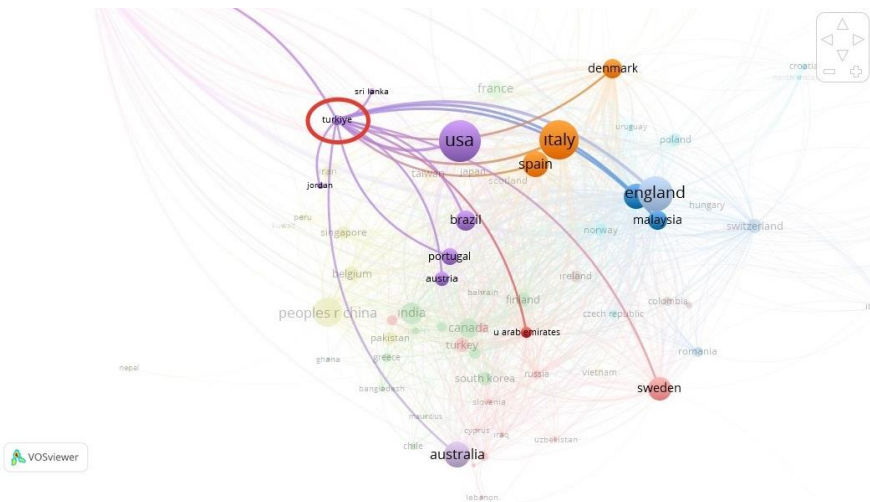 denmark
croatia
sri lanka
france
turkiye
uruguay
usa
italy
poland
spain
iran
taiwan
japan
scotland
jordan
england
hungary
peru
kuwait
brazil
malaysia
switzerland
singapore
norway
portugal
belgium
austria
ireland
bahrain
finland
colombia
peoples r china
india
czech republic
canada
u arab emirates
pakistan
turkey
romania
ghana
greece
nepal
south korea
russia
vietnam
bangladesh
sweden
slovenia
mauritius
cyprus
iraq
uzbekistan
chile
australia
VOSviewer
lebanon